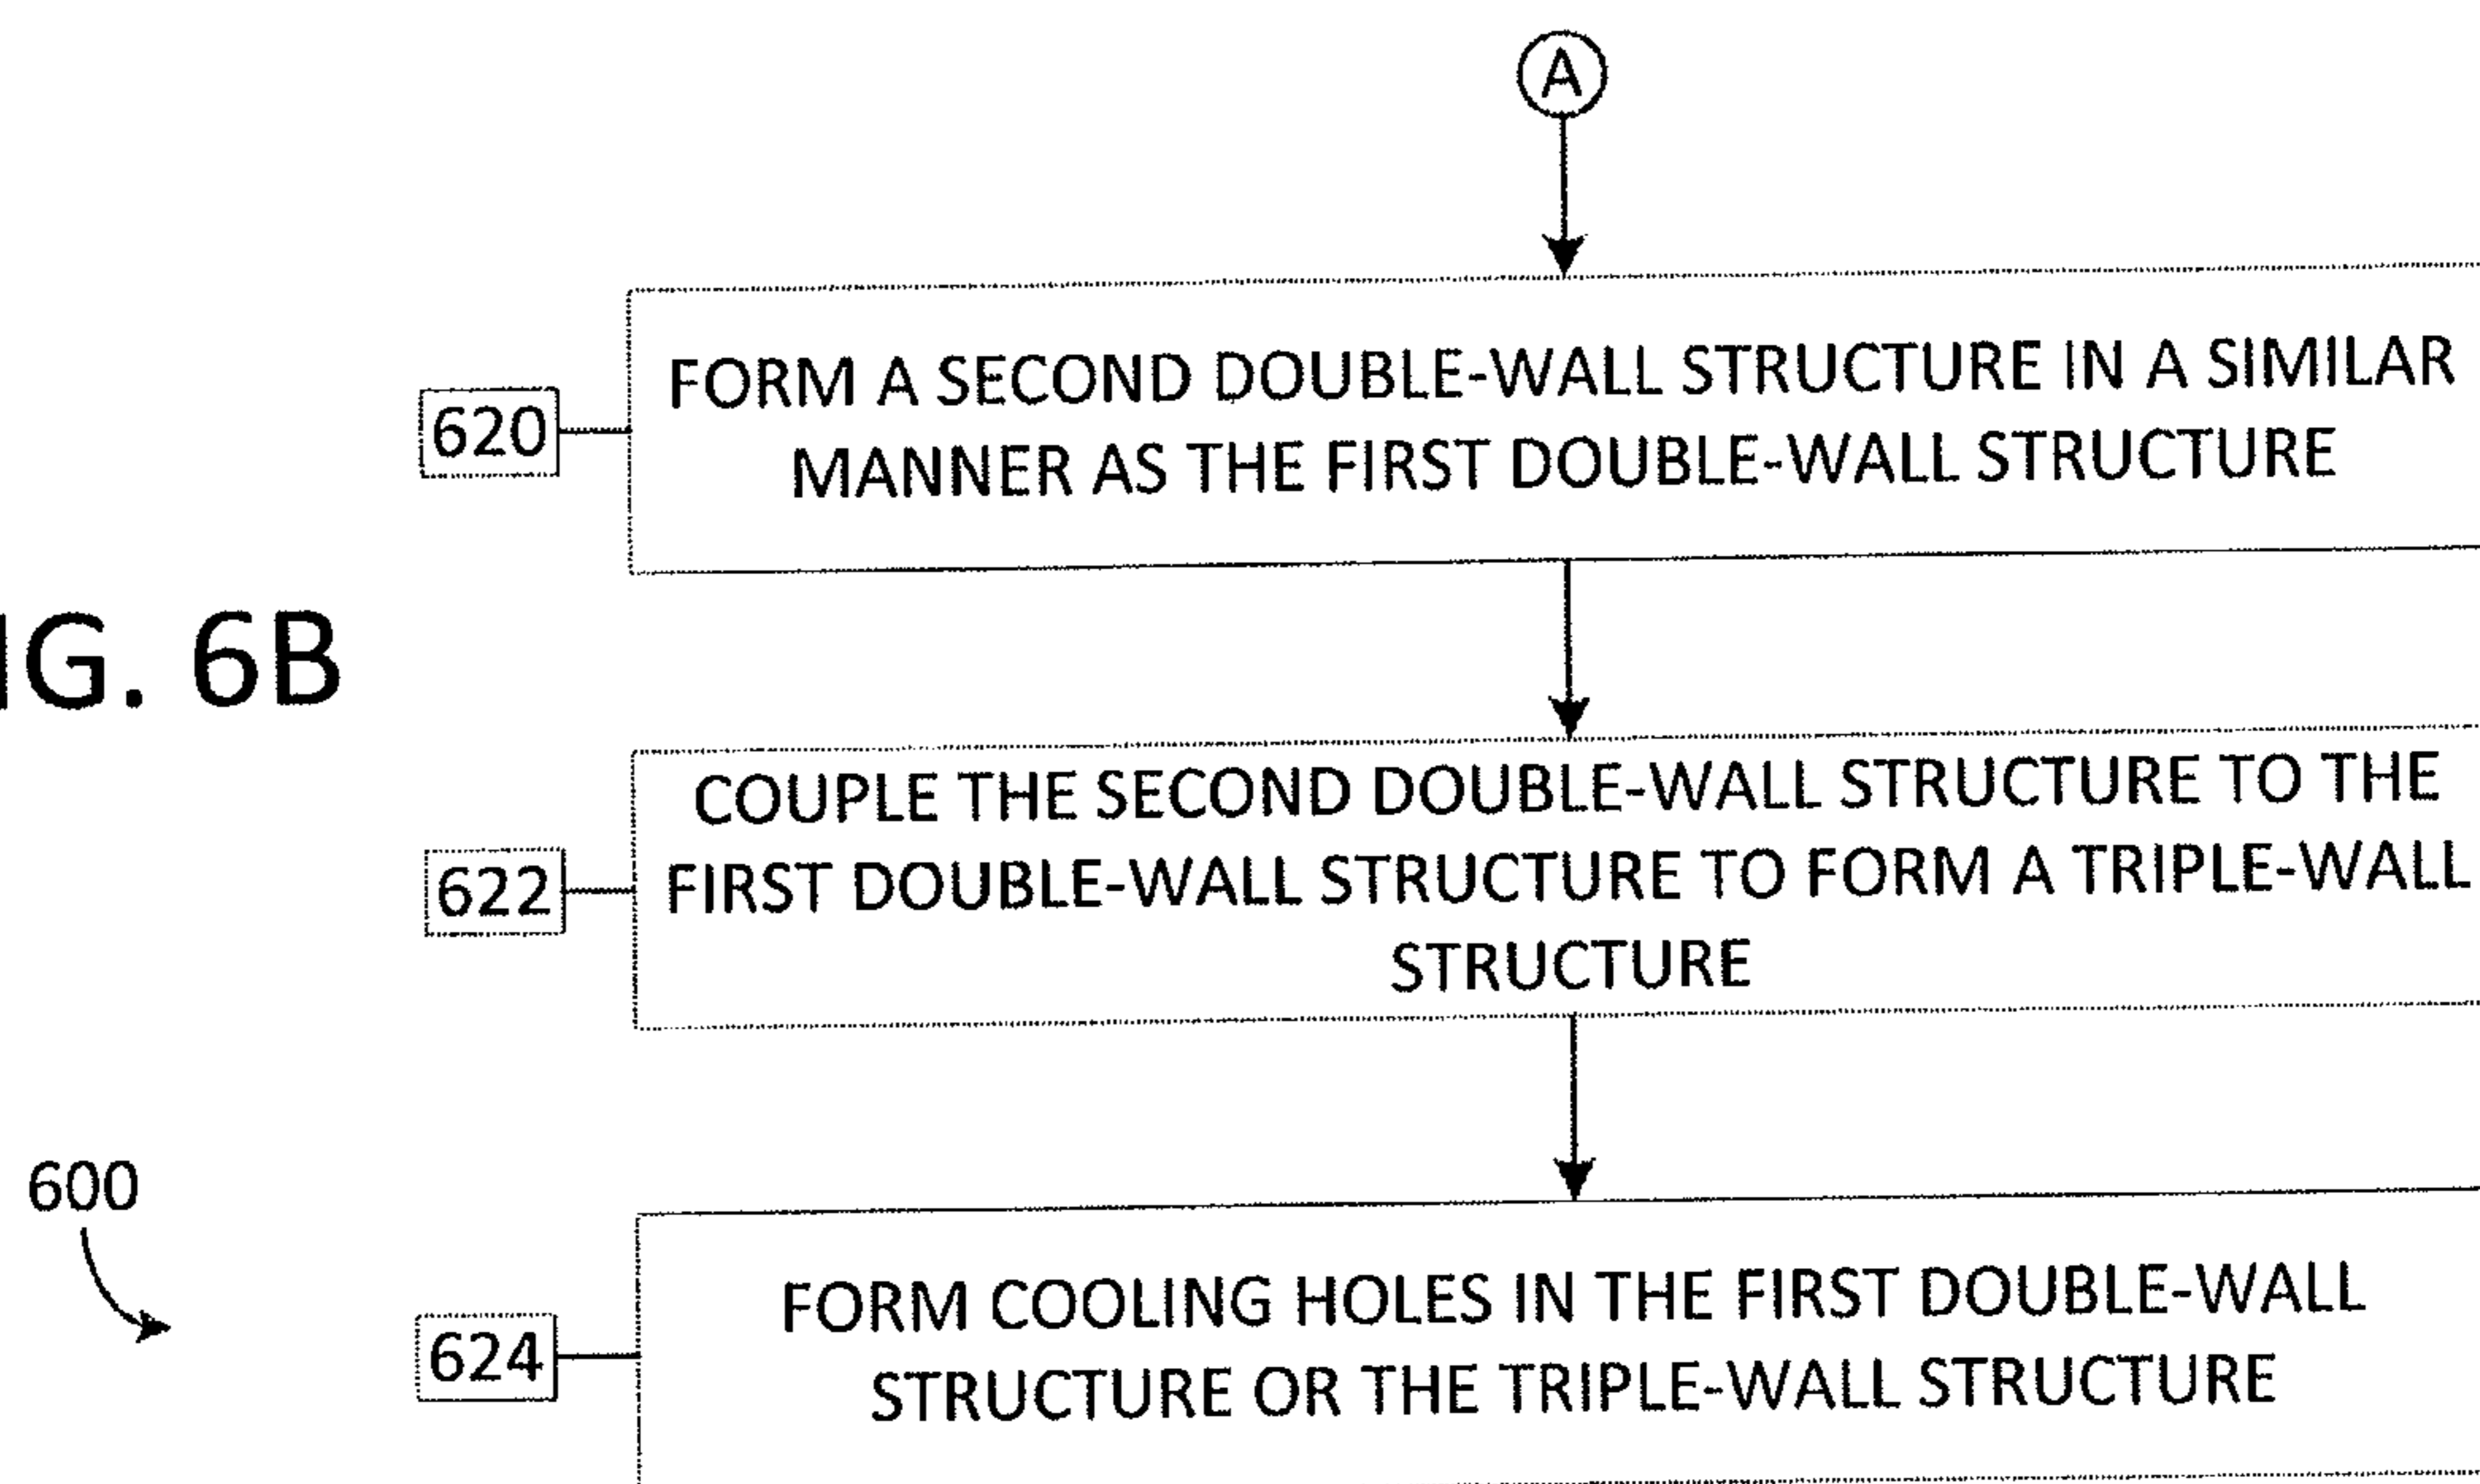 A
FORM A SECOND DOUBLE-WALL STRUCTURE IN A SIMILAR
MANNER AS THE FIRST DOUBLE-WALL STRUCTURE
620
IG. 6B
COUPLE THE SECOND DOUBLE-WALL STRUCTURE TO THE
FIRST DOUBLE-WALL STRUCTURE TO FORM A TRIPLE-WALL
STRUCTURE
622
600
FORM COOLING HOLES IN THE FIRST DOUBLE-WALL
STRUCTURE OR THE TRIPLE-WALL STRUCTURE
624